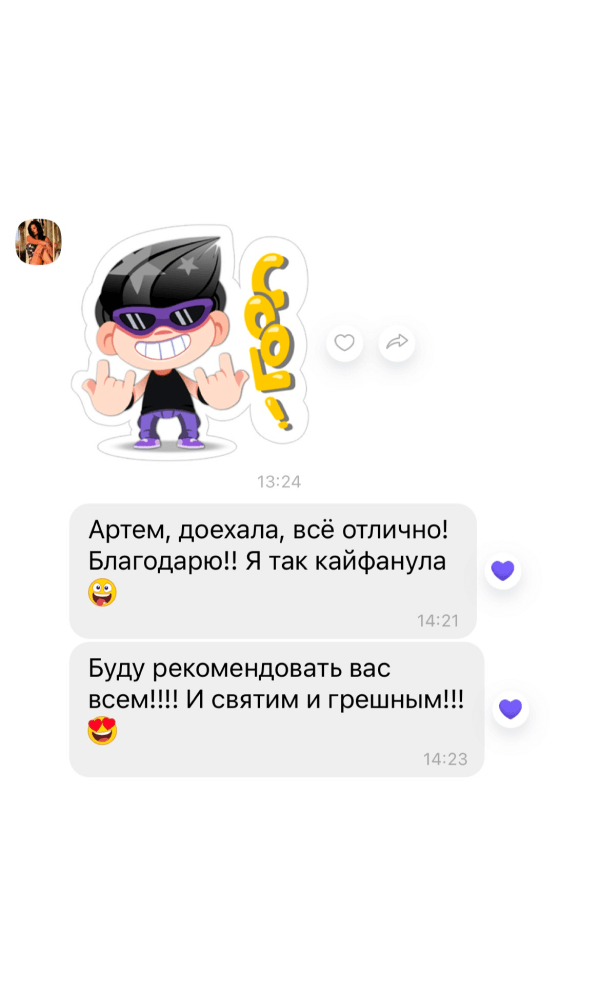 COOL!
13:24
Артем, доехала, всё отлично!
Благодарю!! Я так кайфанула
🤪
14:21
Буду рекомендовать вас
всем!!!! И святим и грешным!!!
😍
14:23